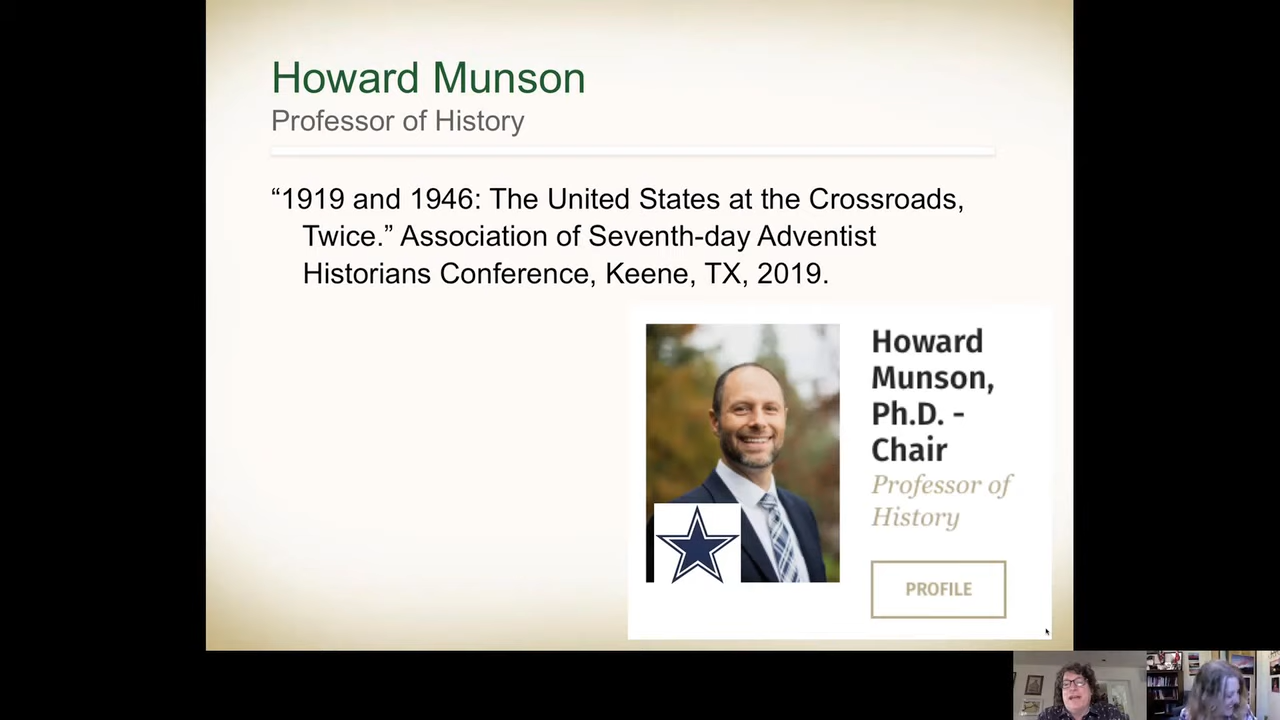 Howard Munson
Professor of History
“1919 and 1946: The United States at the Crossroads,
Twice.” Association of Seventh-day Adventist
Historians Conference, Keene, TX, 2019.
Howard
Munson,
Ph.D. -
Chair
Professor of
History
PROFILE